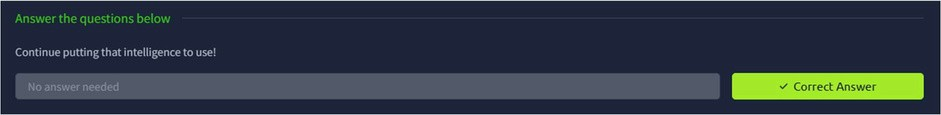 Answer the questions below
Continue putting that intelligence to use!
No answer needed
✓ Correct Answer